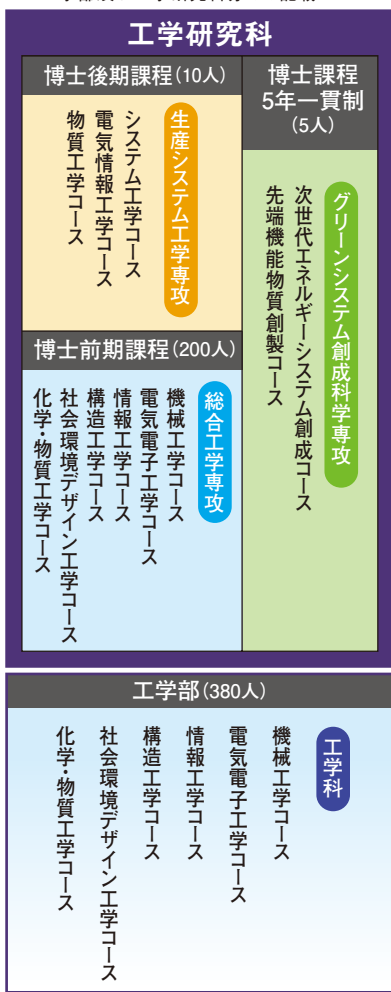 工学研究科
博士後期課程(10人)
生産システム工学専攻
システム工学コース
電気情報工学コース
物質工学コース
博士課程
5年一貫制
(5人)
グリーンシステム創成科学専攻
次世代エネルギーシステム創成コース
先端機能物質創製コース
博士前期課程(200人)
総合工学専攻
機械工学コース
電気電子工学コース
情報工学コース
構造工学コース
社会環境デザイン工学コース
化学・物質工学コース
工学部(380人)
工学科
機械工学コース
電気電子工学コース
情報工学コース
構造工学コース
社会環境デザイン工学コース
化学・物質工学コース